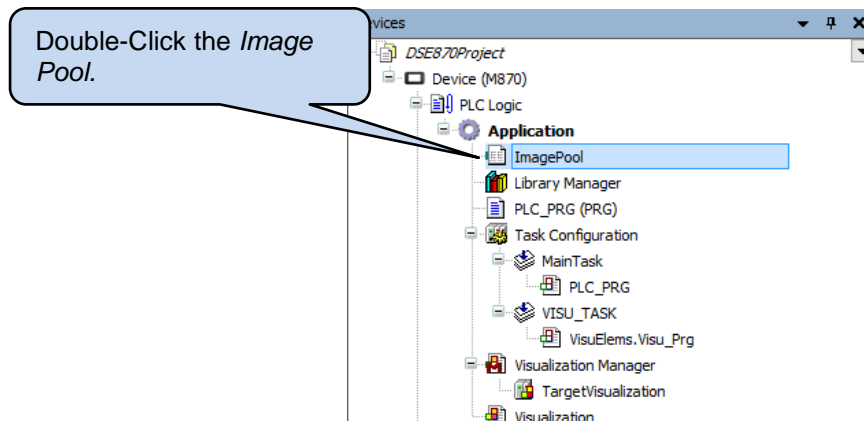 Double-Click the Image
Pool.
vices
DSE870Project
Device (M870)
PLC Logic
Application
ImagePool
Library Manager
PLC_PRG (PRG)
Task Configuration
MainTask
PLC_PRG
VISU_TASK
VisuElems.Visu_Prg
Visualization Manager
TargetVisualization
Visualization